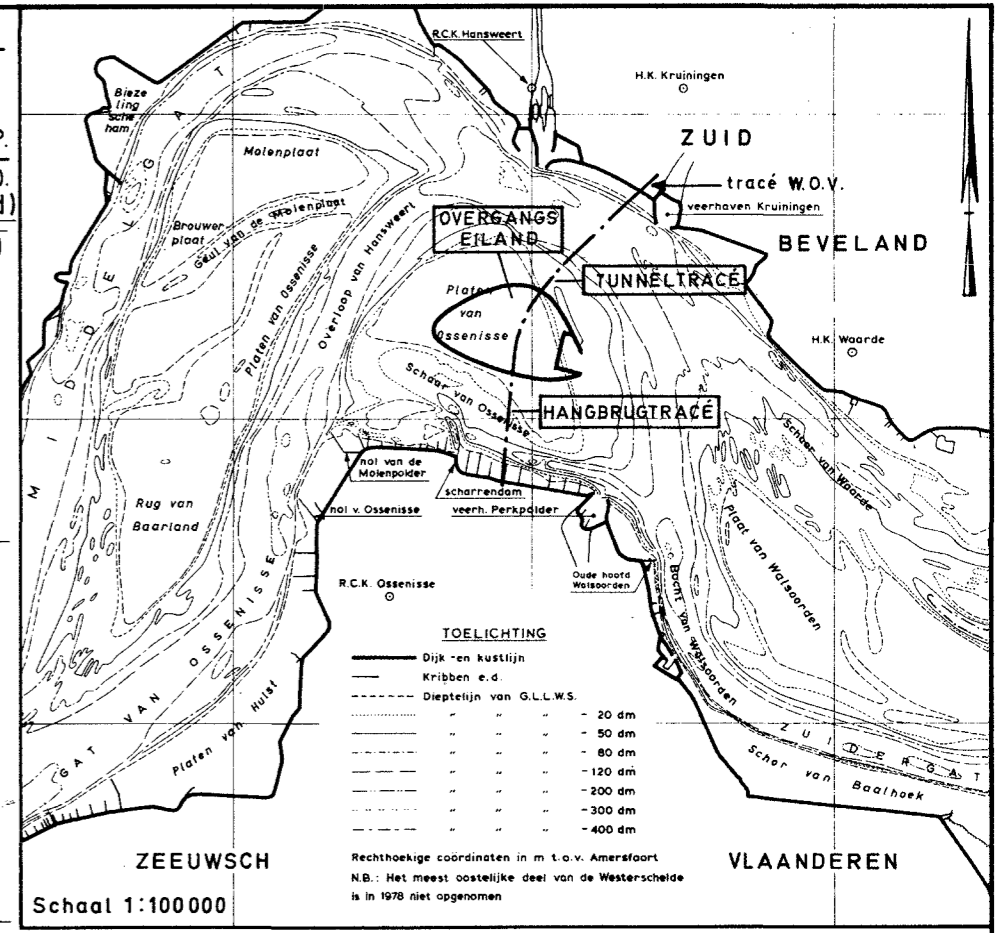 R.C.K. Hansweert
H.K. Kruiningen
Bieze
ling
sche
ham
ZUID
Molenplaat
tracé W.O.V.
veerhaven Kruiningen
OVERGANGS
EILAND
Brouwer
plaat
Geul van de Molenplaat
BEVELAND
Platen van Ossenisse
Overloop van Hansweert
TUNNELTRACÉ
Platen
van
Ossenisse
H.K. Waarde
MIDDELGAT
Schaar van Ossenisse
HANGBRUGTRACÉ
Schaar van Waarde
nol van de
Molenpolder
scharrendam
veerh. Perkpolder
nol v. Ossenisse
Rug van
Baarland
Plaat van Walsoorden
R.C.K. Ossenisse
Oude hoofd
Walsoorden
Bocht van Walsoorden
GAT VAN OSSENISSE
Platen van Hulst
ZUIDERGAT
Schor van
Baalhoek
TOELICHTING
Dijk -en kustlijn
Kribben e.d.
Dieptelijn van G.L.L.W.S.
" " " - 20 dm
" " " - 50 dm
" " " - 80 dm
" " " -120 dm
" " " -200 dm
" " " -300 dm
" " " -400 dm
ZEEUWSCH
Rechthoekige coördinaten in m t.o.v. Amersfoort
VLAANDEREN
N.B.: Het meest oostelijke deel van de Westerschelde
is in 1978 niet opgenomen
Schaal 1:100000